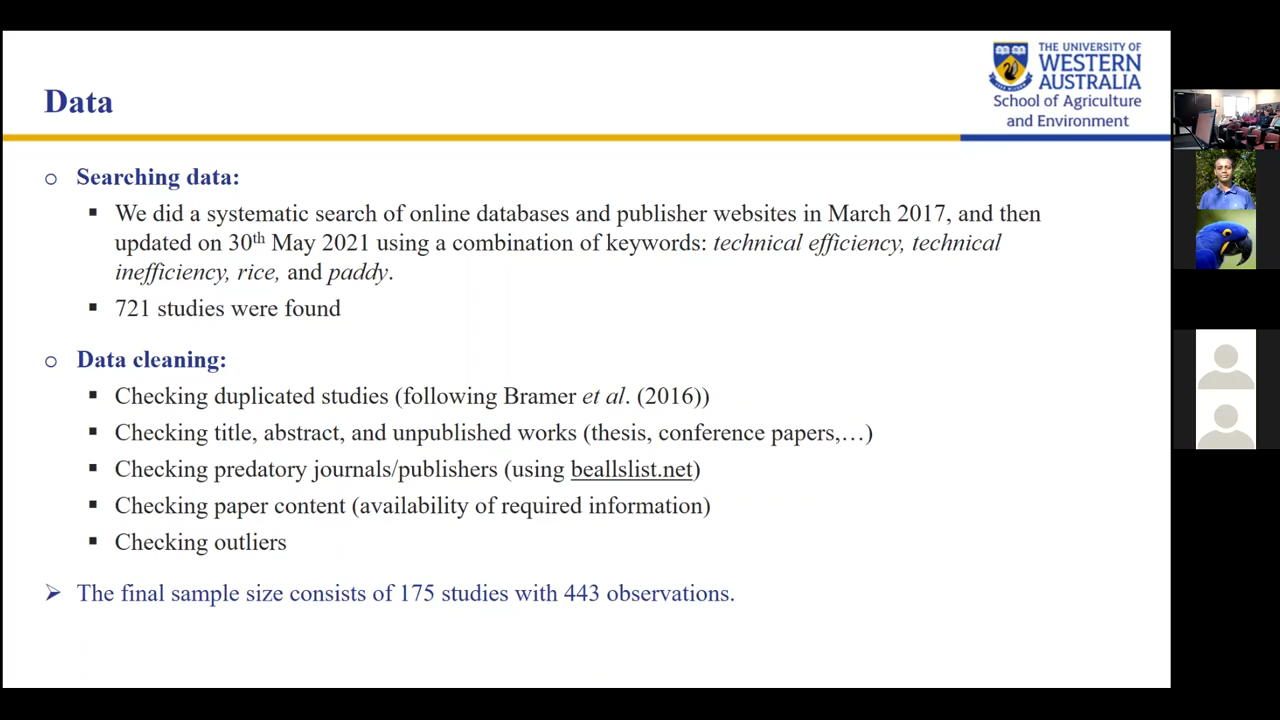 THE UNIVERSITY OF
WESTERN
AUSTRALIA
School of Agriculture
and Environment
Data
Searching data:
We did a systematic search of online databases and publisher websites in March 2017, and then
updated on 30th May 2021 using a combination of keywords: technical efficiency, technical
inefficiency, rice, and paddy.
721 studies were found
Data cleaning:
Checking duplicated studies (following Bramer et al. (2016))
Checking title, abstract, and unpublished works (thesis, conference papers,…)
Checking predatory journals/publishers (using beallslist.net)
Checking paper content (availability of required information)
Checking outliers
The final sample size consists of 175 studies with 443 observations.